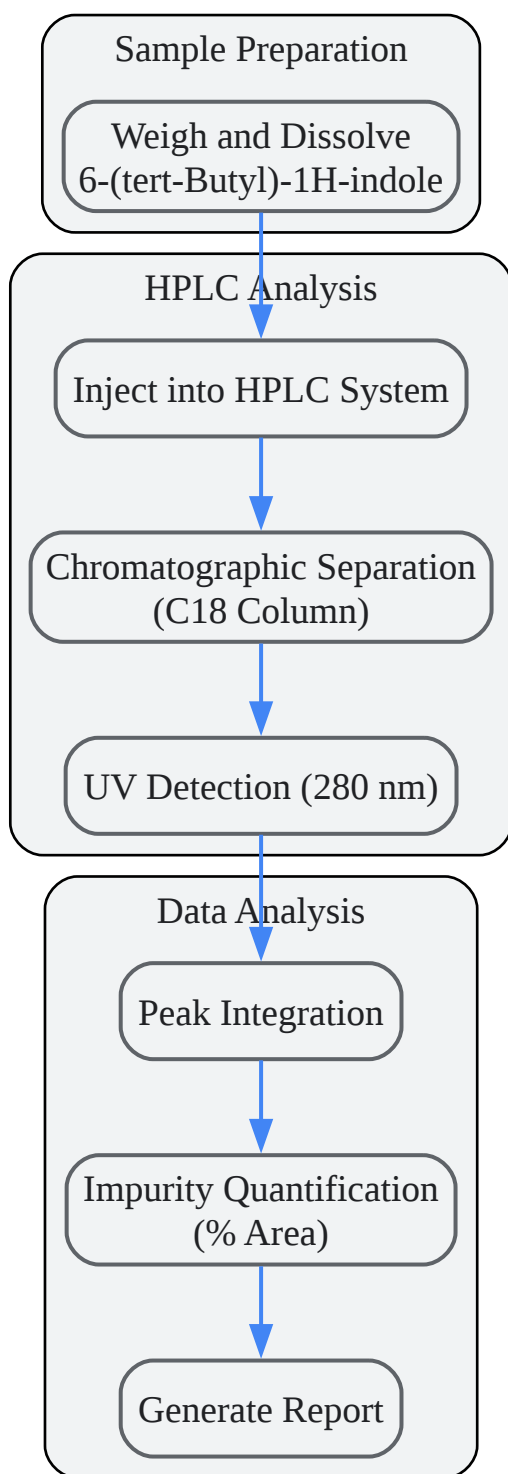 Sample Preparation
Weigh and Dissolve
6-(tert-Butyl)-1H-indole
HPLC Analysis
Inject into HPLC System
Chromatographic Separation
(C18 Column)
UV Detection (280 nm)
Data Analysis
Peak Integration
Impurity Quantification
(% Area)
Generate Report